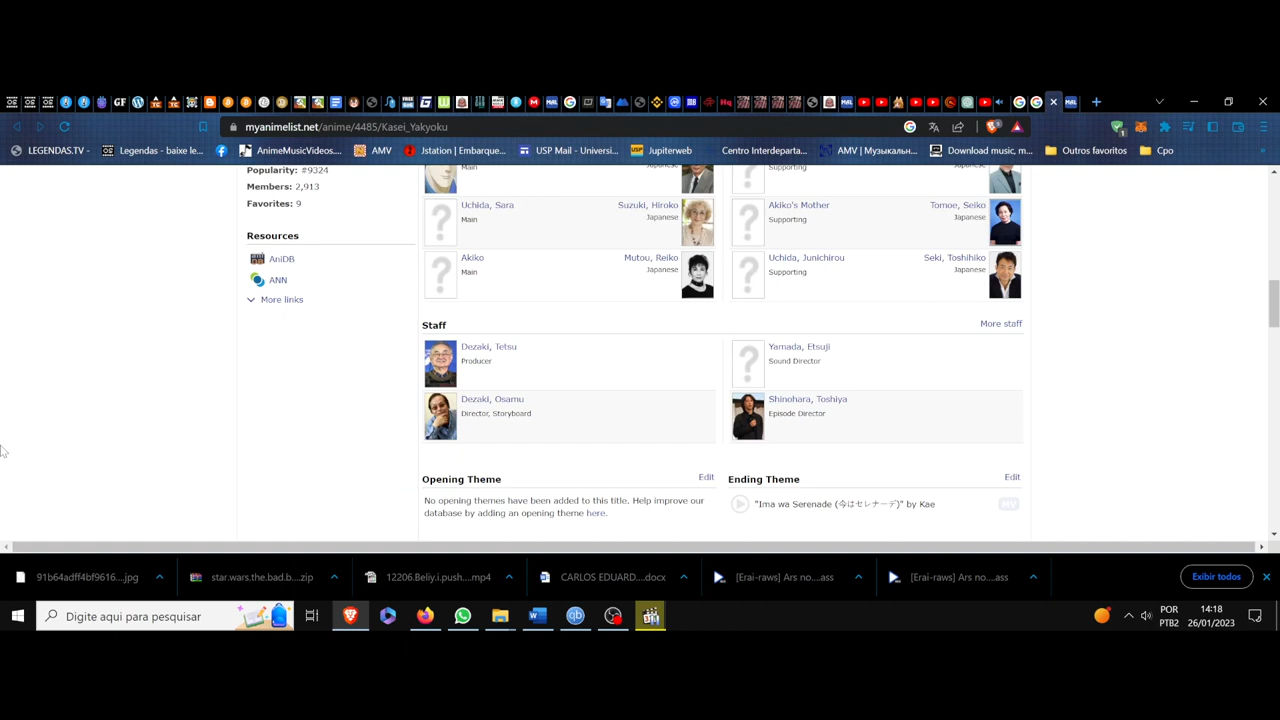 myanimelist.net/anime/4485/Kasei_Yakyoku
LEGENDAS.TV -
Legendas - baixe le...
AnimeMusicVideos....
AMV
Jstation | Embarque...
USP Mail - Universi...
Jupiterweb
Centro Interdeparta...
AMV | Музыкальн...
Download music, m...
Outros favoritos
Cpo
Popularity: #9324
Members: 2,913
Favorites: 9
Resources
AniDB
ANN
More links
Main
Supporting
Uchida, Sara
Main
Suzuki, Hiroko
Japanese
Akiko's Mother
Supporting
Tomoe, Seiko
Japanese
Akiko
Main
Mutou, Reiko
Japanese
Uchida, Junichirou
Supporting
Seki, Toshihiko
Japanese
Staff
More staff
Dezaki, Tetsu
Producer
Yamada, Etsuji
Sound Director
Dezaki, Osamu
Director, Storyboard
Shinohara, Toshiya
Episode Director
Opening Theme
Edit
No opening themes have been added to this title. Help improve our
database by adding an opening theme here.
Ending Theme
Edit
"Ima wa Serenade (今はセレナーデ)" by Kae
MV
91b64adff4bf9616....jpg
star.wars.the.bad.b....zip
12206.Beliy.i.push....mp4
CARLOS EDUARD....docx
[Erai-raws] Ars no....ass
[Erai-raws] Ars no....ass
Exibir todos
Digite aqui para pesquisar
POR
PTB2
14:18
26/01/2023